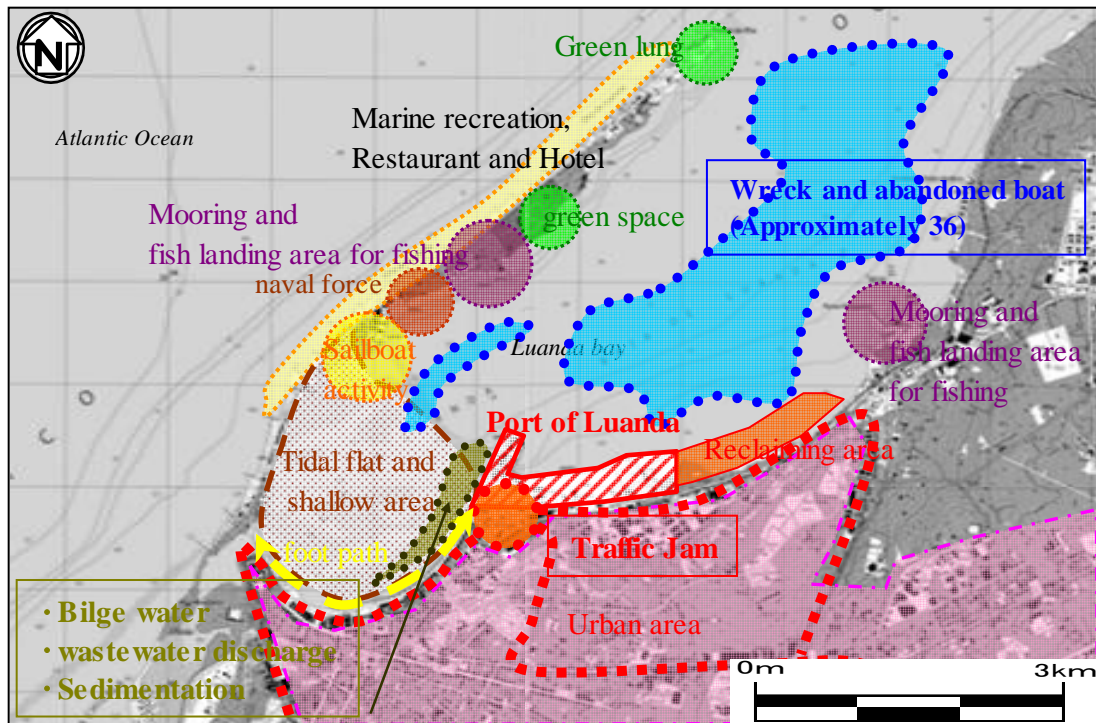 N
Green lung
Atlantic Ocean
Marine recreation,
Restaurant and Hotel
Wreck and abandoned boat
(Approximately 36)
Mooring and
fish landing area for fishing
green space
naval force
Mooring and
fish landing area
for fishing
Sailboat
activity
Luanda bay
Port of Luanda
Reclaiming area
Tidal flat and
shallow area
foot path
Traffic Jam
Urban area
・Bilge water
・waste water discharge
・Sedimentation
0m 3km